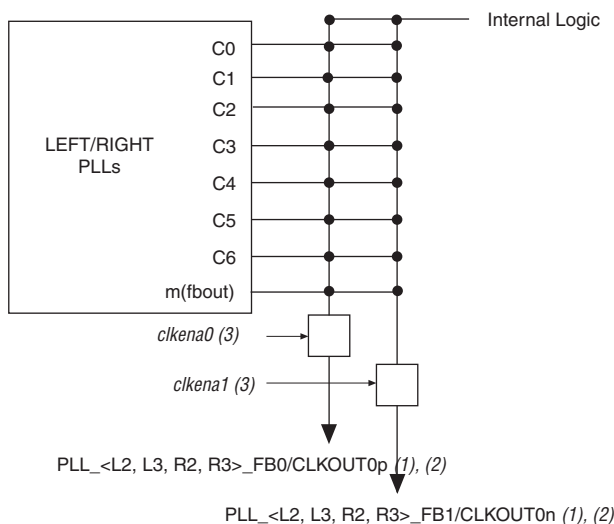 Internal Logic
C0
C1
C2
LEFT/RIGHT
PLLs
C3
C4
C5
C6
m(fbout)
clkena0 (3)
clkena1 (3)
PLL_<L2, L3, R2, R3>_FB0/CLKOUT0p (1), (2)
PLL_<L2, L3, R2, R3>_FB1/CLKOUT0n (1), (2)